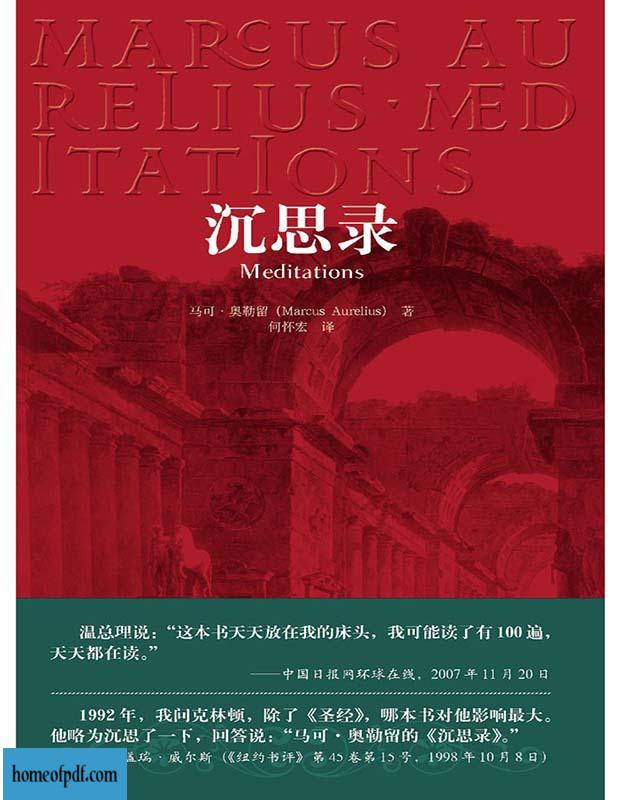 MARCUS AU
RELIUS·MED
ITATIONS
沉思录
Meditations
马可·奥勒留（Marcus Aurelius） 著
何怀宏 译
温总理说：“这本书天天放在我的床头，我可能读了有100遍，
天天都在读。”
——中国日报网环球在线，2007年11月20日
1992年，我问克林顿，除了《圣经》，哪本书对他影响最大。
他略为沉思了一下，回答说：“马可·奥勒留的《沉思录》。”
盖瑞·威尔斯（《纽约书评》第45卷第15号，1998年10月8日）
homeofpdf.com